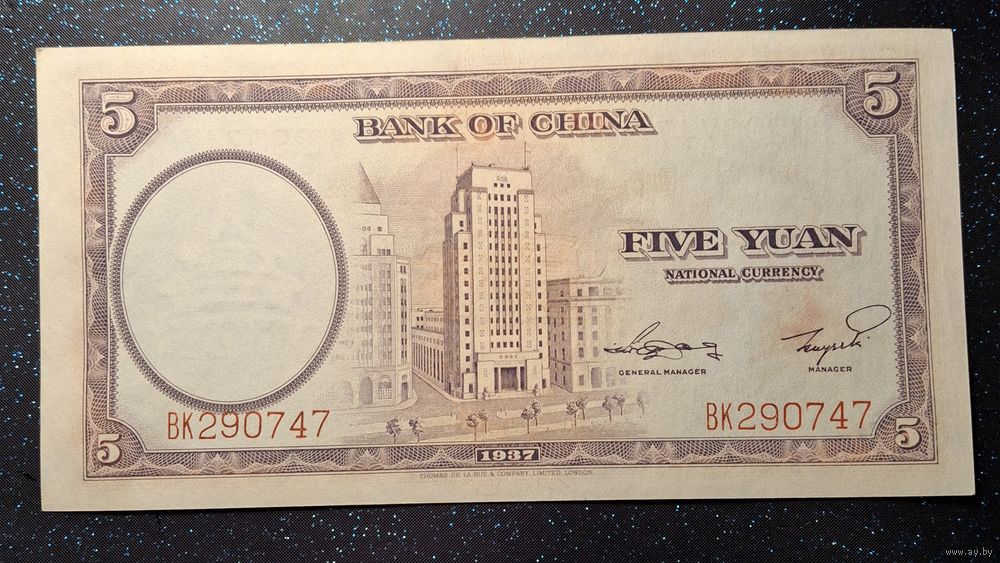 5
5
BANK OF CHINA
FIVE YUAN
NATIONAL CURRENCY
GENERAL MANAGER
MANAGER
BK290747
BK290747
5
1937
5
THOMAS DE LA RUE & COMPANY, LIMITED, LONDON.
www.ay.by